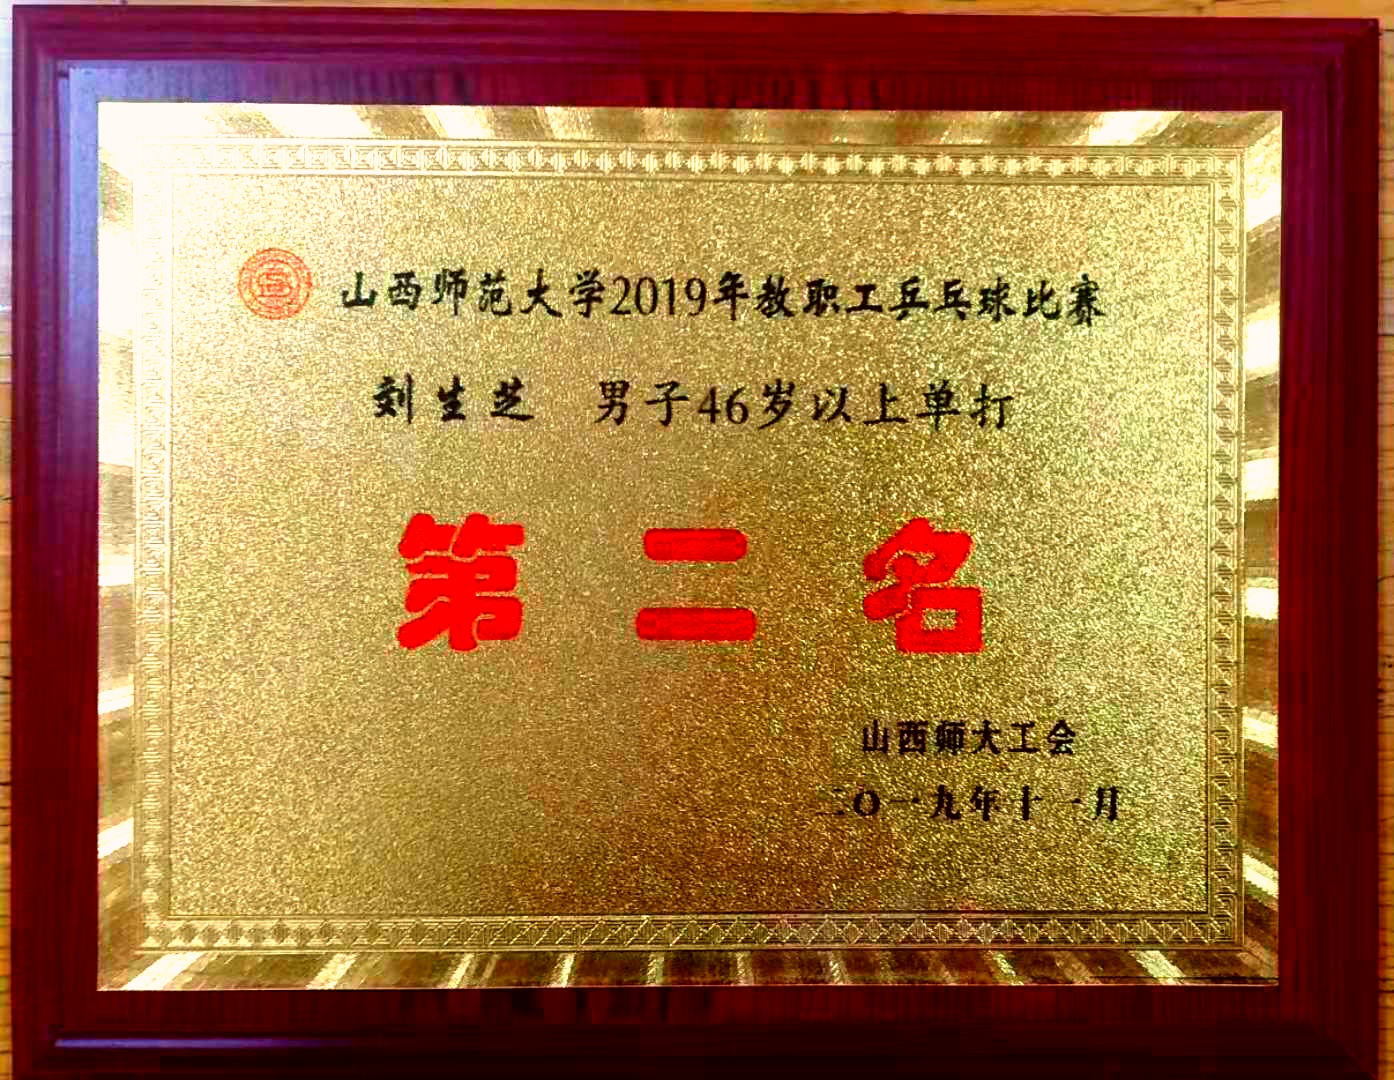 山西师范大学2019年教职工乒乓球比赛
刘生芝 男子46岁以上单打
第二名
山西师大工会
二〇一九年十一月